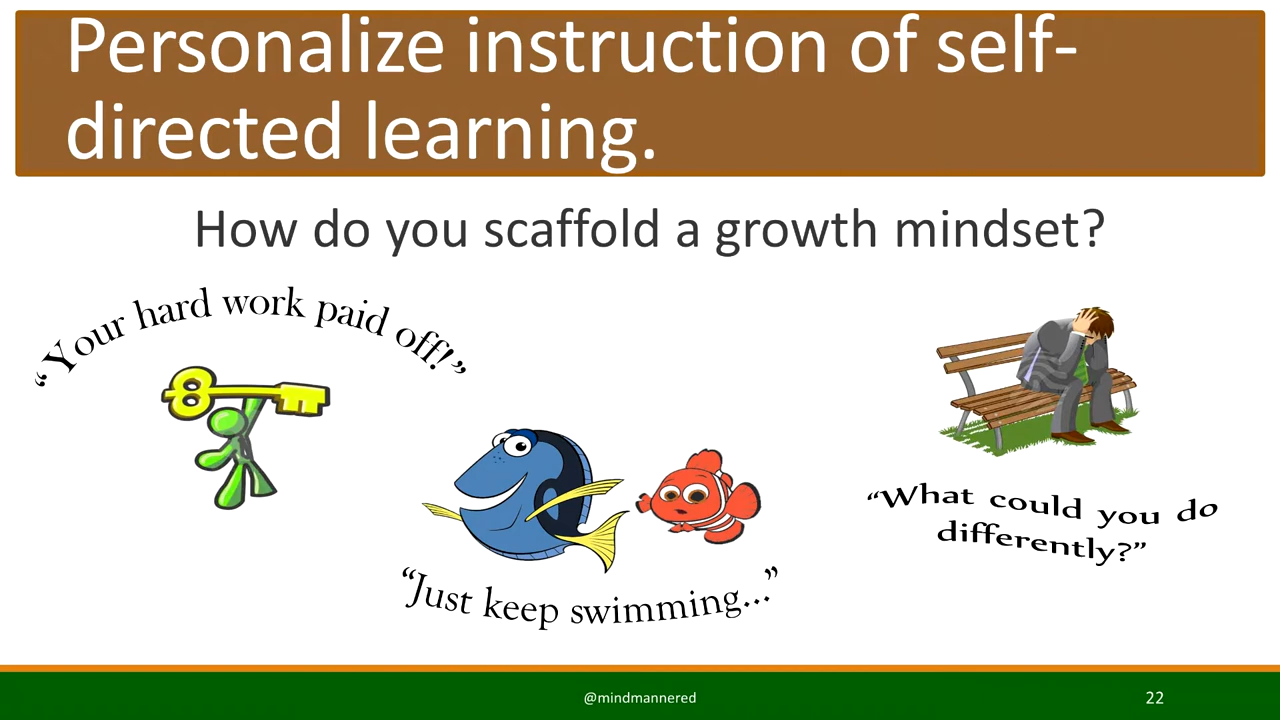 Personalize instruction of self-
directed learning.
How do you scaffold a growth mindset?
“Your hard work paid off!”
“Just keep swimming...”
“What could you do
differently?”
@mindmannered
22